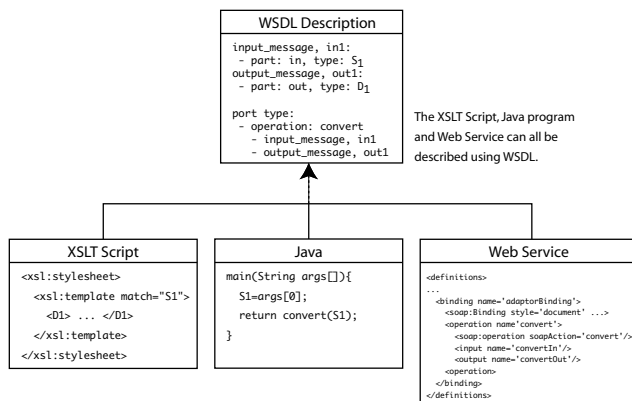 WSDL Description
input_message, in1:
- part: in, type: S1
output_message, out1:
- part: out, type: D1
port type:
- operation: convert
- input_message, in1
- output_message, out1
The XSLT Script, Java program
and Web Service can all be
described using WSDL.
XSLT Script
<xsl:stylesheet>
<xsl:template match="S1">
<D1> ... </D1>
</xsl:template>
</xsl:stylesheet>
Java
main(String args[]){
S1=args[0];
return convert(S1);
}
Web Service
<definitions>
...
<binding name='adaptorBinding'>
<soap:Binding style='document' ...>
<operation name'convert'>
<soap:operation soapAction='convert'/>
<input name='convertIn'/>
<output name='convertOut'/>
<operation>
</binding>
</definitions>